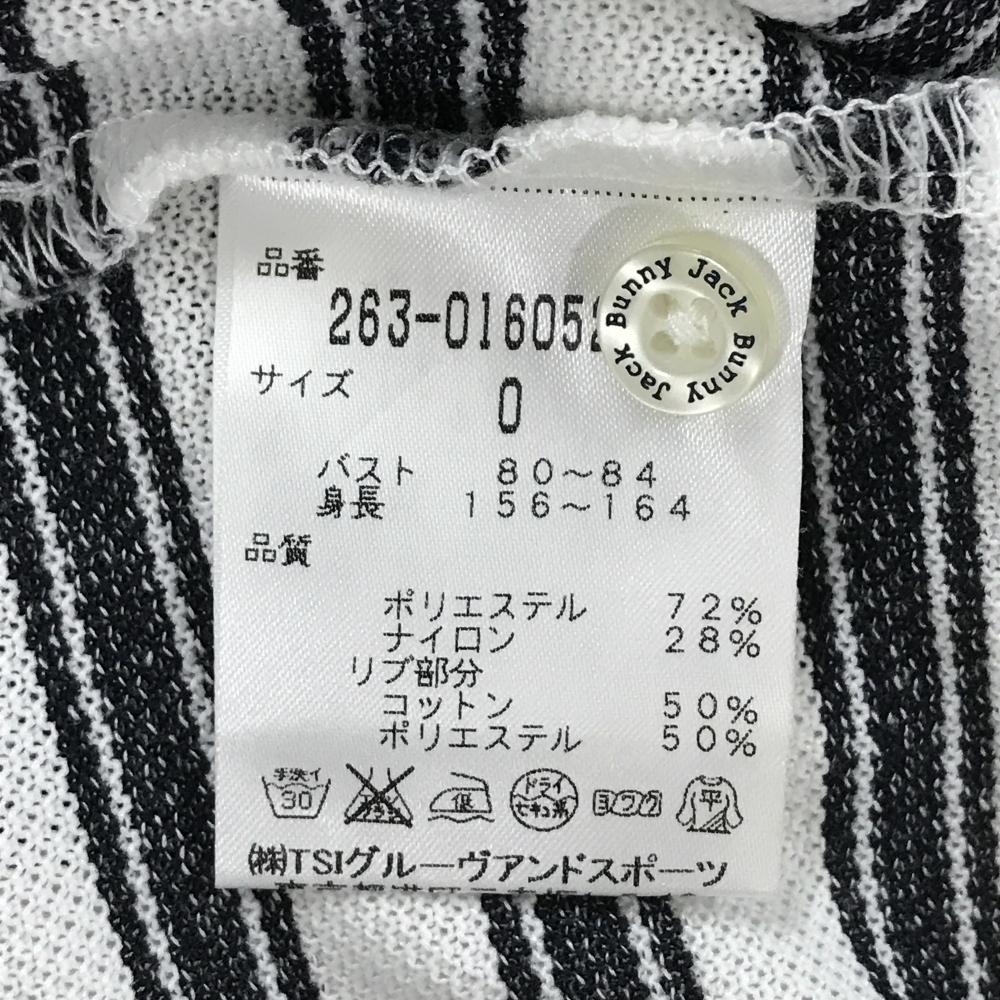 品番
263-016052
Jack Bunny Jack Bunny
サイズ
0
バスト 80～84
身長 156～164
品質
ポリエステル 72%
ナイロン 28%
リブ部分
コットン 50%
ポリエステル 50%
手洗イ 30 低 ドライ セキユ系 ヨワク 平
(株)TSIグルーヴアンドスポーツ